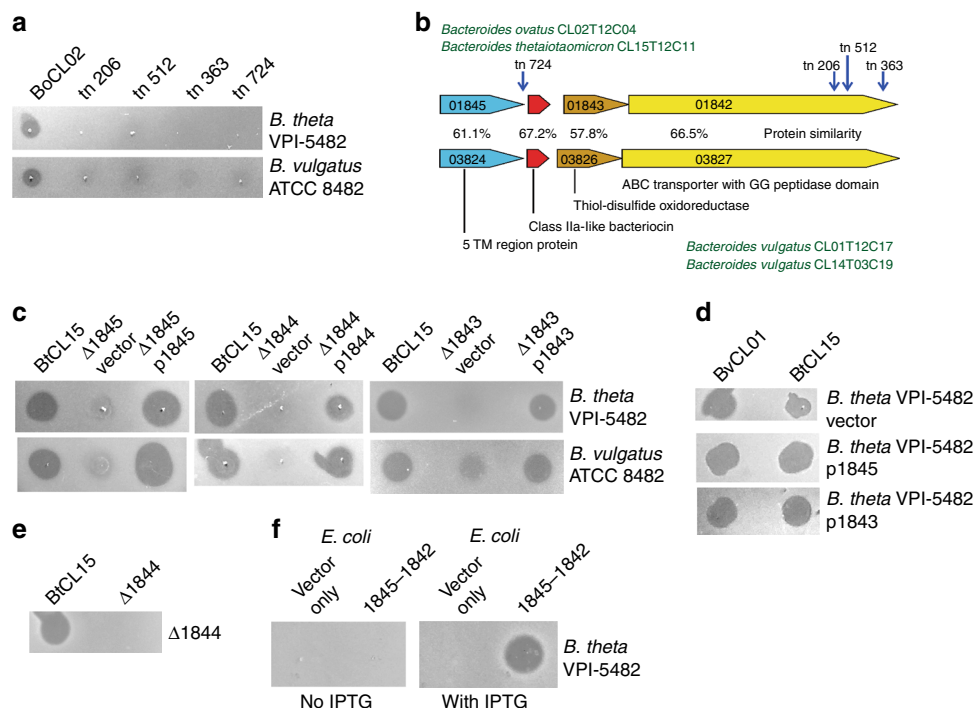 a
BoCL02
tn 206
tn 512
tn 363
tn 724
B. theta
VPI-5482
B. vulgatus
ATCC 8482
b
Bacteroides ovatus CL02T12C04
Bacteroides thetaiotaomicron CL15T12C11
tn 724
tn 512
tn 206
tn 363
01845
01843
01842
61.1%
67.2%
57.8%
66.5%
Protein similarity
03824
03826
03827
ABC transporter with GG peptidase domain
Thiol-disulfide oxidoreductase
Class IIa-like bacteriocin
5 TM region protein
Bacteroides vulgatus CL01T12C17
Bacteroides vulgatus CL14T03C19
c
BtCL15
Δ1845
vector
Δ1845
p1845
BtCL15
Δ1844
vector
Δ1844
p1844
BtCL15
Δ1843
vector
Δ1843
p1843
B. theta
VPI-5482
B. vulgatus
ATCC 8482
d
BvCL01
BtCL15
B. theta VPI-5482
vector
B. theta VPI-5482
p1845
B. theta VPI-5482
p1843
e
BtCL15
Δ1844
Δ1844
f
E. coli
E. coli
Vector
only
1845–1842
Vector
only
1845–1842
B. theta
VPI-5482
No IPTG
With IPTG